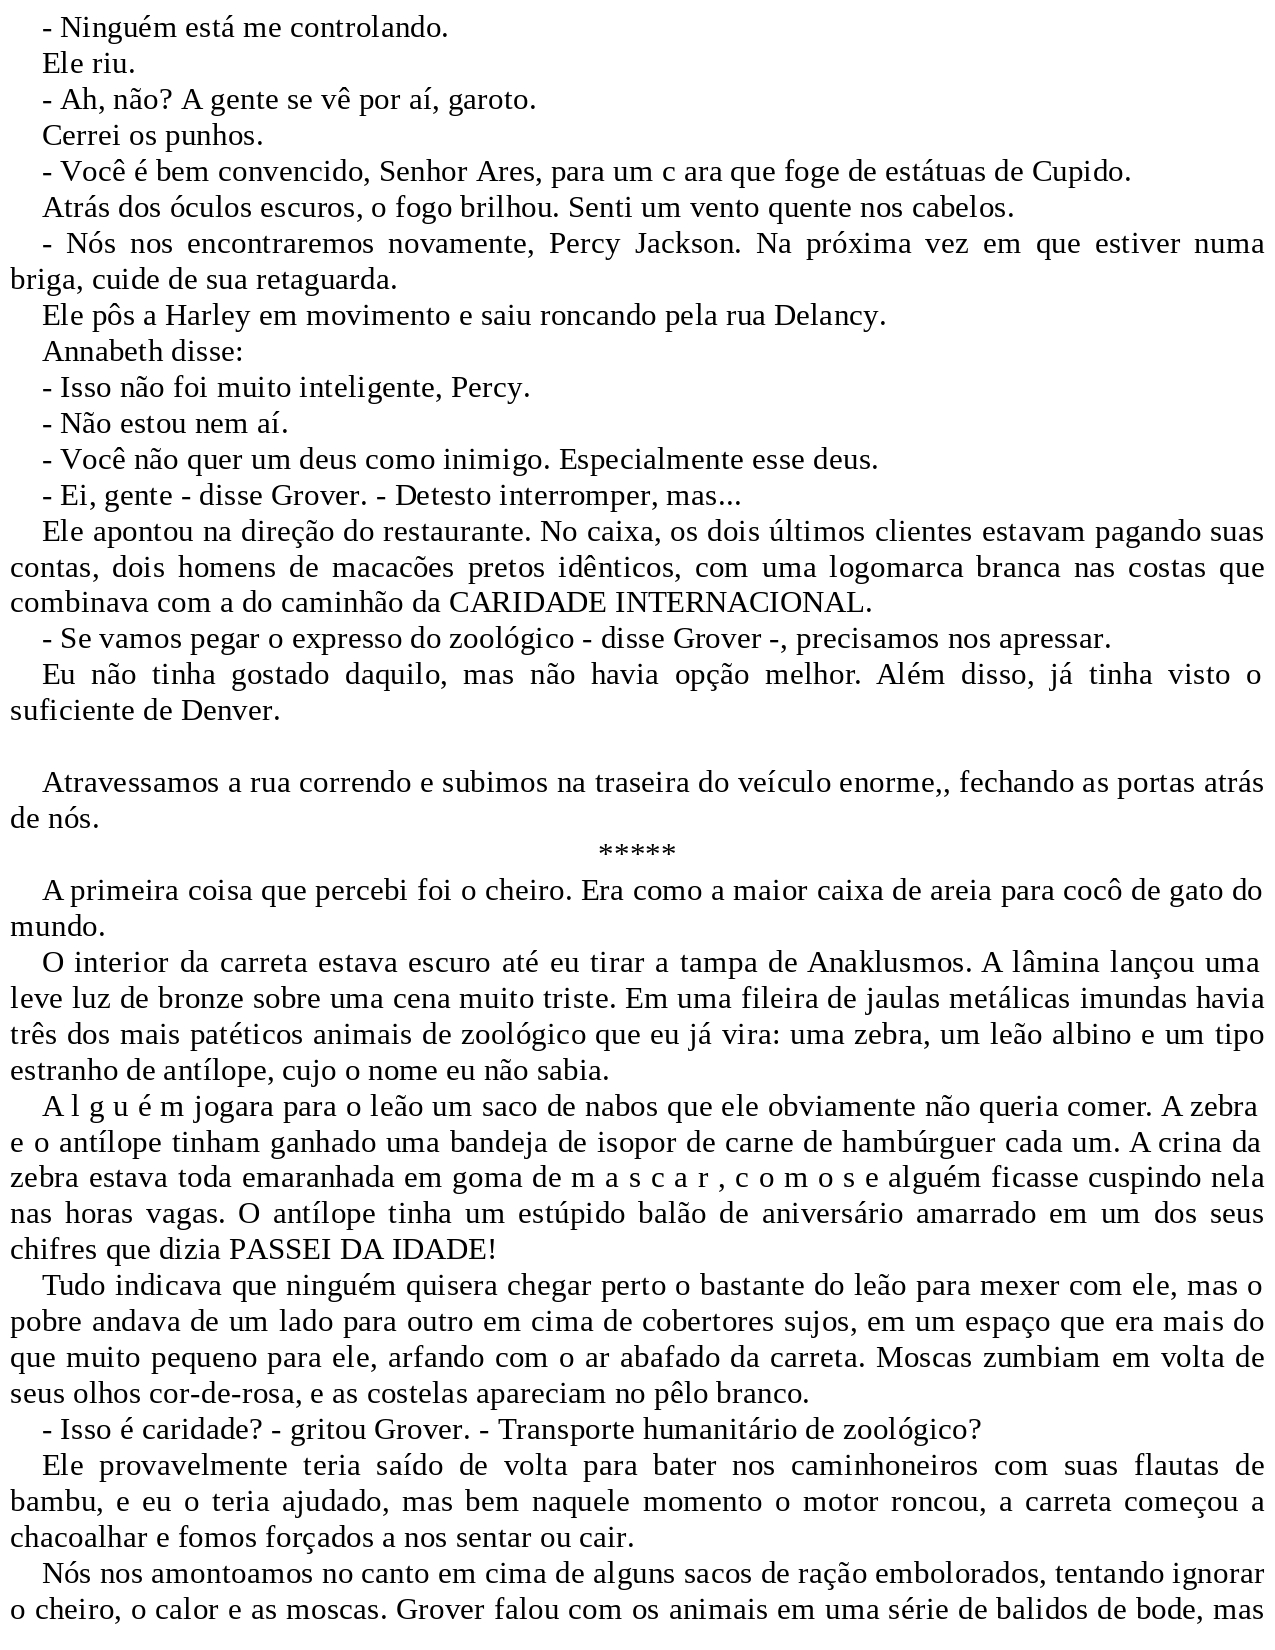 - Ninguém está me controlando.
Ele riu.
- Ah, não? A gente se vê por aí, garoto.
Cerrei os punhos.
- Você é bem convencido, Senhor Ares, para um c ara que foge de estátuas de Cupido.
Atrás dos óculos escuros, o fogo brilhou. Senti um vento quente nos cabelos.
- Nós nos encontraremos novamente, Percy Jackson. Na próxima vez em que estiver numa
briga, cuide de sua retaguarda.
Ele pôs a Harley em movimento e saiu roncando pela rua Delancy.
Annabeth disse:
- Isso não foi muito inteligente, Percy.
- Não estou nem aí.
- Você não quer um deus como inimigo. Especialmente esse deus.
- Ei, gente - disse Grover. - Detesto interromper, mas...
Ele apontou na direção do restaurante. No caixa, os dois últimos clientes estavam pagando suas
contas, dois homens de macacões pretos idênticos, com uma logomarca branca nas costas que
combinava com a do caminhão da CARIDADE INTERNACIONAL.
- Se vamos pegar o expresso do zoológico - disse Grover -, precisamos nos apressar.
Eu não tinha gostado daquilo, mas não havia opção melhor. Além disso, já tinha visto o
suficiente de Denver.
Atravessamos a rua correndo e subimos na traseira do veículo enorme,, fechando as portas atrás
de nós.
*****
A primeira coisa que percebi foi o cheiro. Era como a maior caixa de areia para cocô de gato do
mundo.
O interior da carreta estava escuro até eu tirar a tampa de Anaklusmos. A lâmina lançou uma
leve luz de bronze sobre uma cena muito triste. Em uma fileira de jaulas metálicas imundas havia
três dos mais patéticos animais de zoológico que eu já vira: uma zebra, um leão albino e um tipo
estranho de antílope, cujo o nome eu não sabia.
A l g u é m jogara para o leão um saco de nabos que ele obviamente não queria comer. A zebra
e o antílope tinham ganhado uma bandeja de isopor de carne de hambúrguer cada um. A crina da
zebra estava toda emaranhada em goma de m a s c a r , c o m o s e alguém ficasse cuspindo nela
nas horas vagas. O antílope tinha um estúpido balão de aniversário amarrado em um dos seus
chifres que dizia PASSEI DA IDADE!
Tudo indicava que ninguém quisera chegar perto o bastante do leão para mexer com ele, mas o
pobre andava de um lado para outro em cima de cobertores sujos, em um espaço que era mais do
que muito pequeno para ele, arfando com o ar abafado da carreta. Moscas zumbiam em volta de
seus olhos cor-de-rosa, e as costelas apareciam no pêlo branco.
- Isso é caridade? - gritou Grover. - Transporte humanitário de zoológico?
Ele provavelmente teria saído de volta para bater nos caminhoneiros com suas flautas de
bambu, e eu o teria ajudado, mas bem naquele momento o motor roncou, a carreta começou a
chacoalhar e fomos forçados a nos sentar ou cair.
Nós nos amontoamos no canto em cima de alguns sacos de ração embolorados, tentando ignorar
o cheiro, o calor e as moscas. Grover falou com os animais em uma série de balidos de bode, mas